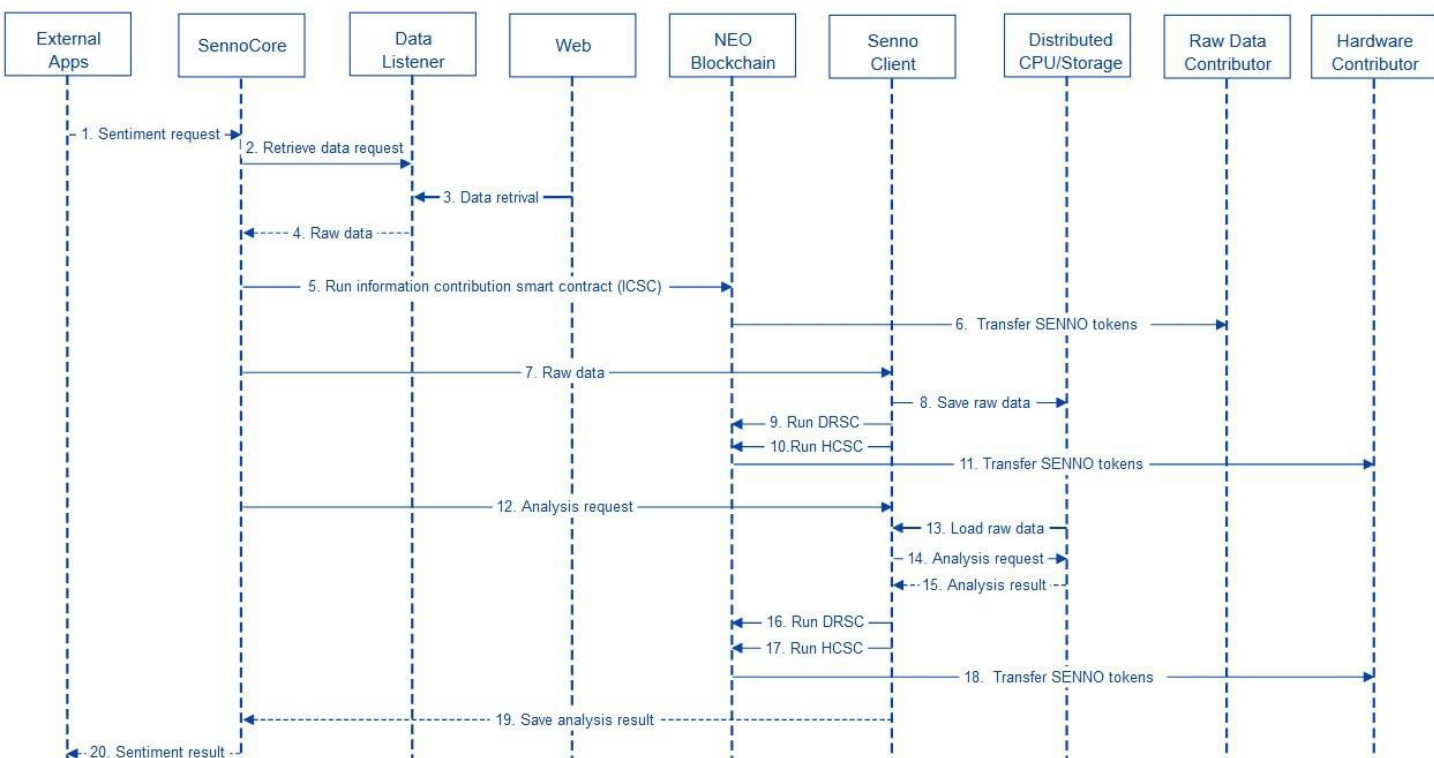 External
Apps
SennoCore
Data
Listener
Web
NEO
Blockchain
Senno
Client
Distributed
CPU/Storage
Raw Data
Contributor
Hardware
Contributor
1. Sentiment request
2. Retrieve data request
3. Data retrival
4. Raw data
5. Run information contribution smart contract (ICSC)
6. Transfer SENNO tokens
7. Raw data
8. Save raw data
9. Run DRSC
10.Run HCSC
11. Transfer SENNO tokens
12. Analysis request
13. Load raw data
14. Analysis request
15. Analysis result
16. Run DRSC
17. Run HCSC
18. Transfer SENNO tokens
19. Save analysis result
20. Sentiment result